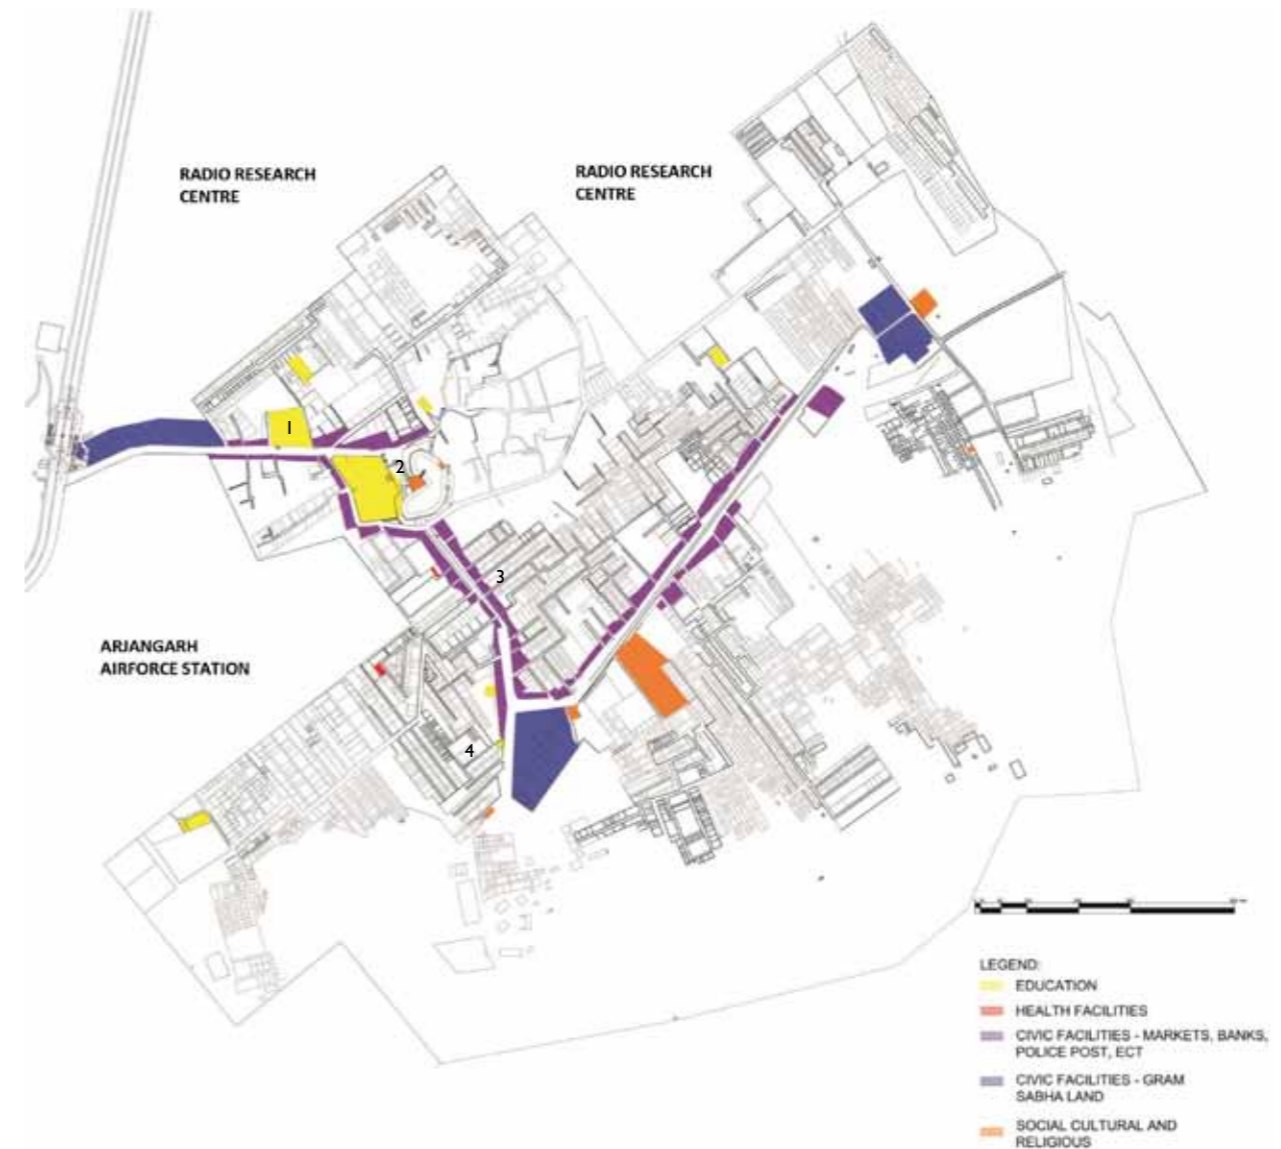 RADIO RESEARCH
CENTRE
RADIO RESEARCH
CENTRE
1
2
3
ARJANGARH
AIRFORCE STATION
4
LEGEND:
EDUCATION
HEALTH FACILITIES
CIVIC FACILITIES - MARKETS, BANKS,
POLICE POST, ECT
CIVIC FACILITIES - GRAM
SABHA LAND
SOCIAL CULTURAL AND
RELIGIOUS